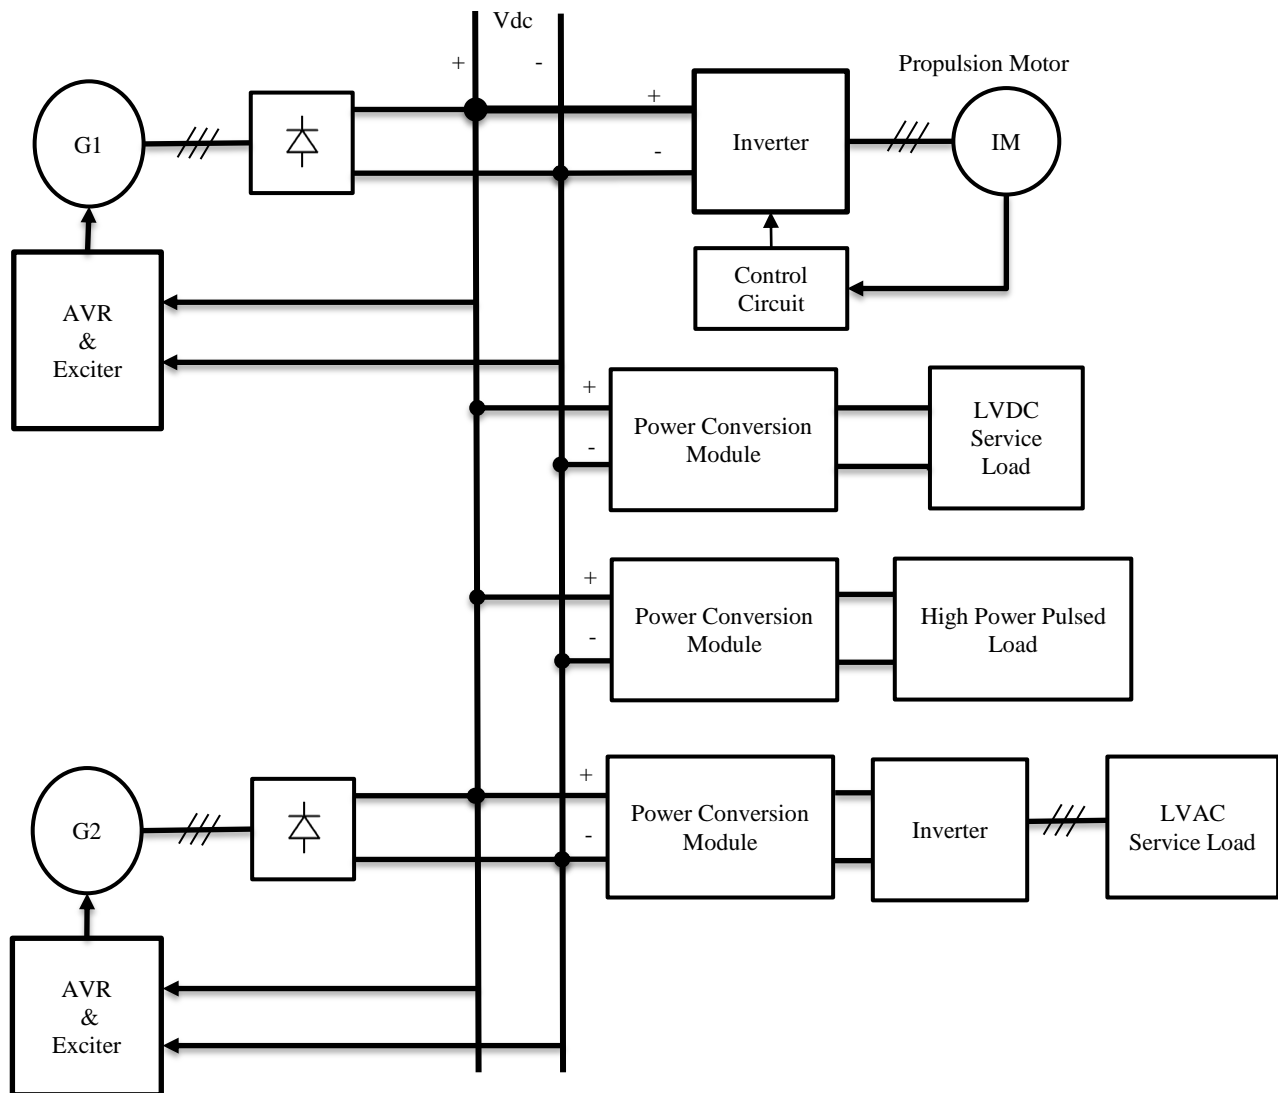 Vdc
+
-
Propulsion Motor
G1
+
-
Inverter
IM
AVR
&
Exciter
Control
Circuit
+
-
Power Conversion
Module
LVDC
Service
Load
+
-
Power Conversion
Module
High Power Pulsed
Load
G2
+
-
Power Conversion
Module
Inverter
LVAC
Service Load
AVR
&
Exciter